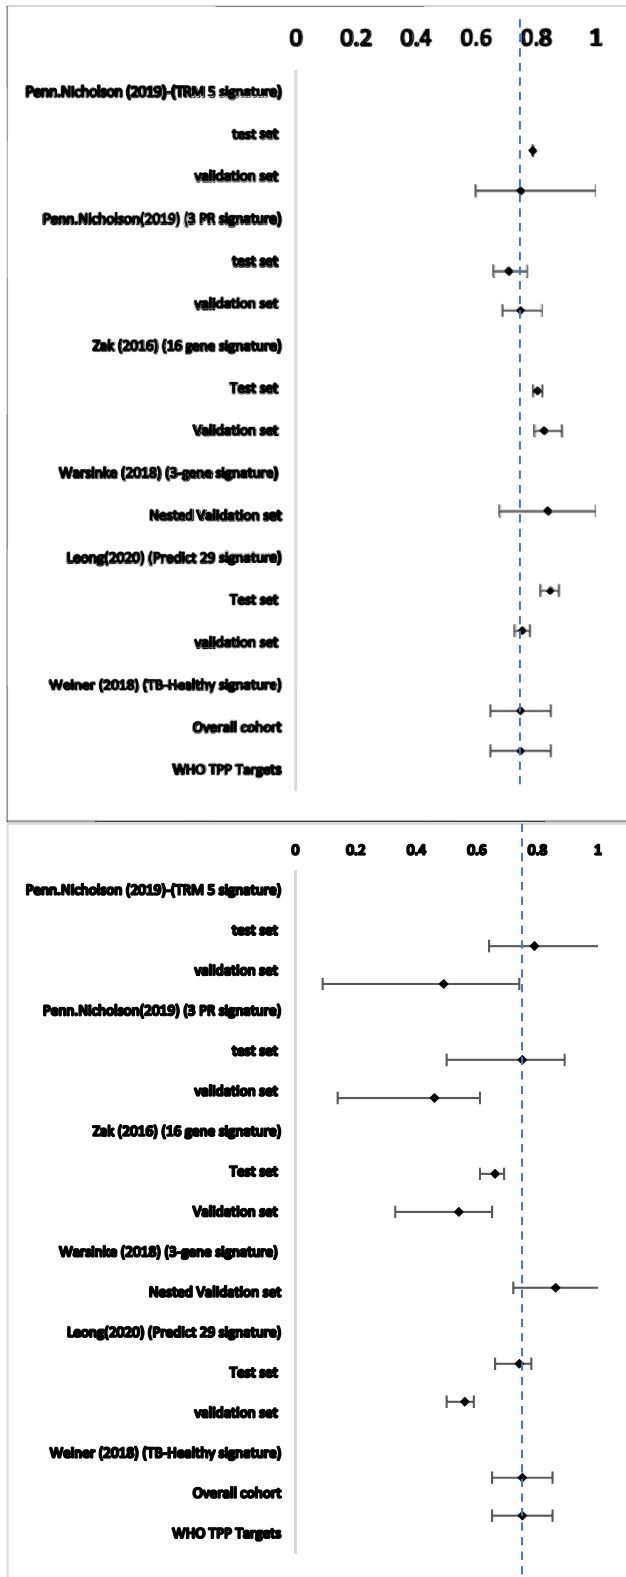 0 0.2 0.4 0.6 0.8 1
Penn.Nicholson (2019)-(TRM 5 signature)
test set
validation set
Penn.Nicholson(2019) (3 PR signature)
test set
validation set
Zak (2016) (16 gene signature)
Test set
Validation set
Warsinke (2018) (3-gene signature)
Nested Validation set
Leong(2020) (Predict 29 signature)
Test set
validation set
Weiner (2018) (TB-Healthy signature)
Overall cohort
WHO TPP Targets
0 0.2 0.4 0.6 0.8 1
Penn.Nicholson (2019)-(TRM 5 signature)
test set
validation set
Penn.Nicholson(2019) (3 PR signature)
test set
validation set
Zak (2016) (16 gene signature)
Test set
Validation set
Warsinke (2018) (3-gene signature)
Nested Validation set
Leong(2020) (Predict 29 signature)
Test set
validation set
Weiner (2018) (TB-Healthy signature)
Overall cohort
WHO TPP Targets